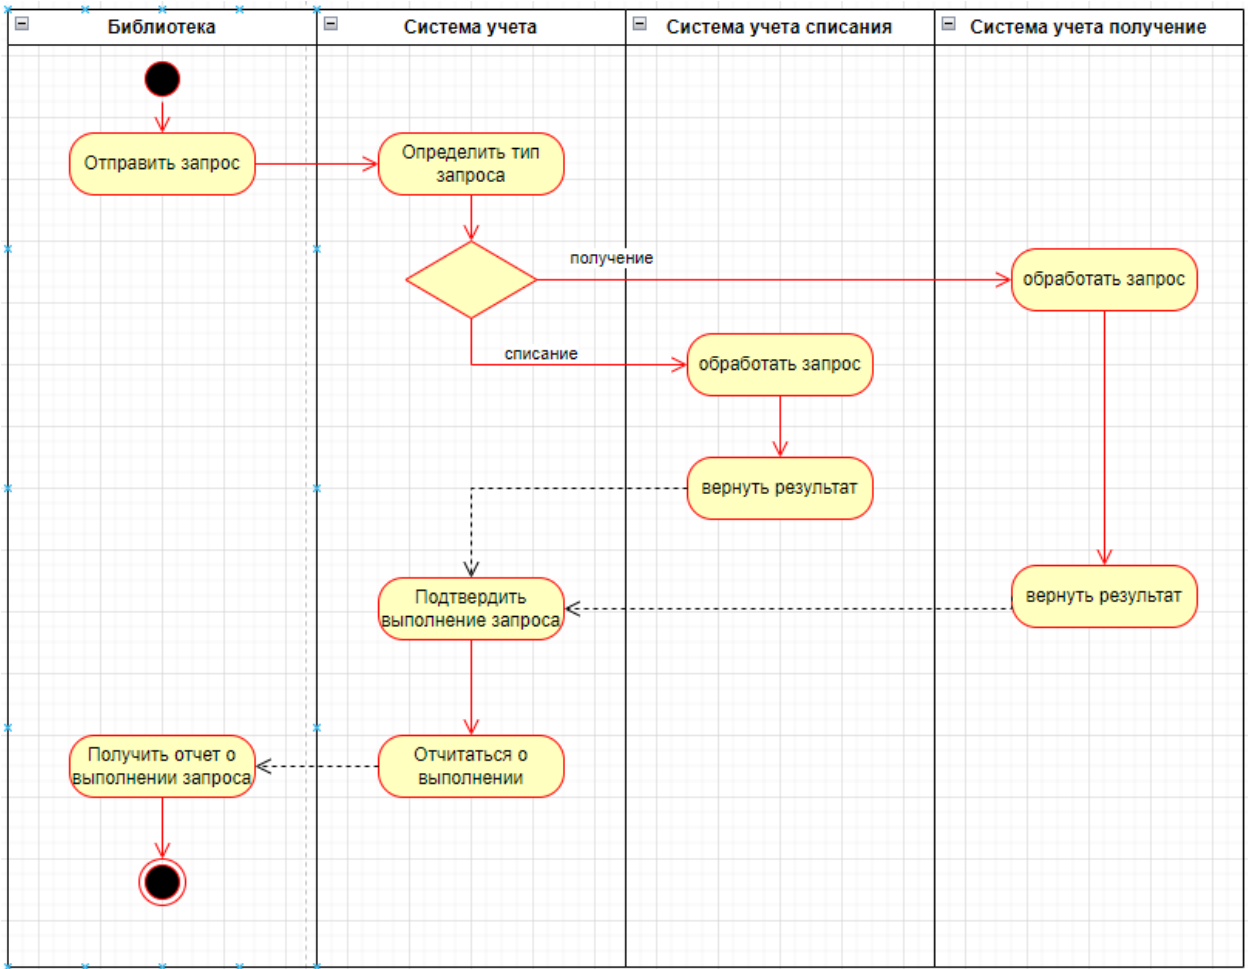 Библиотека
Система учета
Система учета списания
Система учета получение
Отправить запрос
Определить тип
запроса
получение
обработать запрос
списание
обработать запрос
вернуть результат
Подтвердить
выполнение запроса
вернуть результат
Получить отчет о
выполнении запроса
Отчитаться о
выполнении